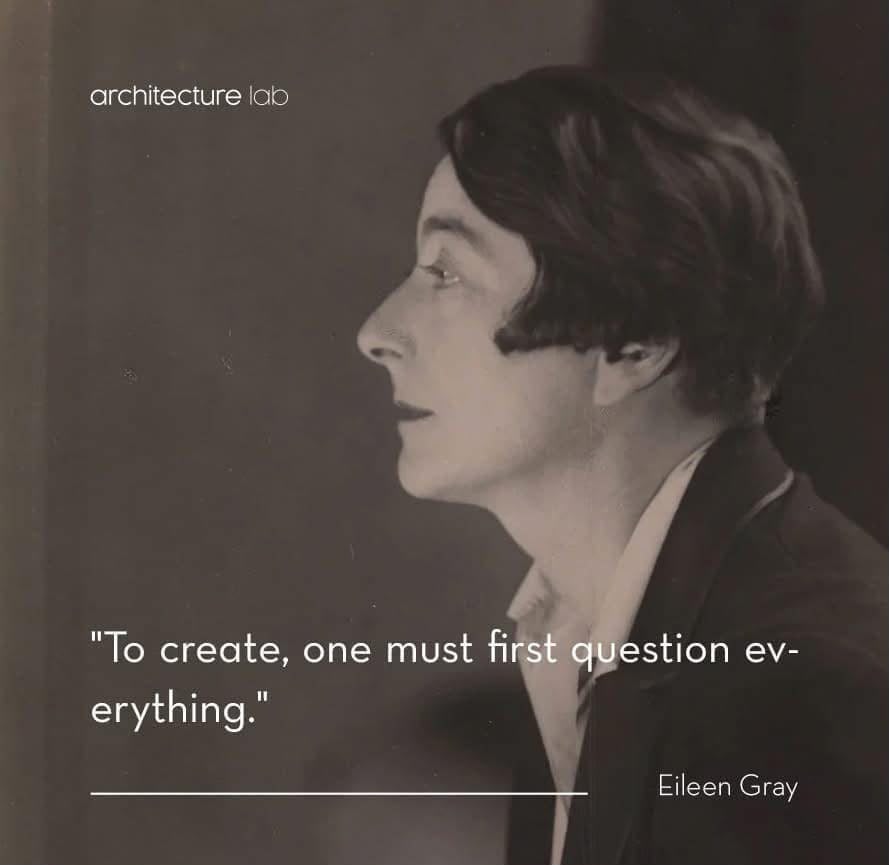 architecture lab
"To create, one must first question ev-
erything."
Eileen Gray